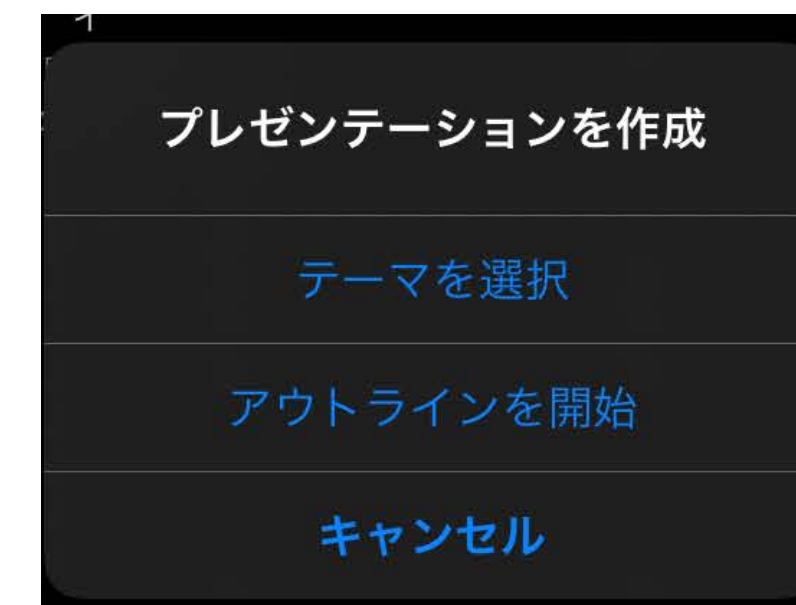 イ
プレゼンテーションを作成
テーマを選択
アウトラインを開始
キャンセル